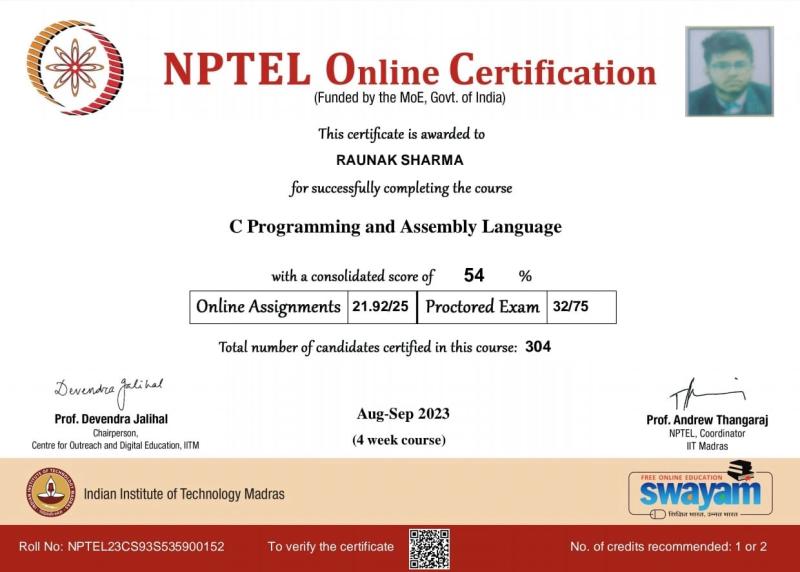 NPTEL Online Certification
(Funded by the MoE, Govt. of India)
This certificate is awarded to
RAUNAK SHARMA
for successfully completing the course
C Programming and Assembly Language
with a consolidated score of 54 %
Online Assignments 21.92/25 Proctored Exam 32/75
Total number of candidates certified in this course: 304
Devendra Jalihal
Prof. Devendra Jalihal
Chairperson,
Centre for Outreach and Digital Education, IITM
Aug-Sep 2023
(4 week course)
Prof. Andrew Thangaraj
NPTEL, Coordinator
IIT Madras
Indian Institute of Technology Madras
FREE ONLINE EDUCATION
swayam
शिक्षित भारत, उन्नत भारत
Roll No: NPTEL23CS93S535900152
To verify the certificate
No. of credits recommended: 1 or 2